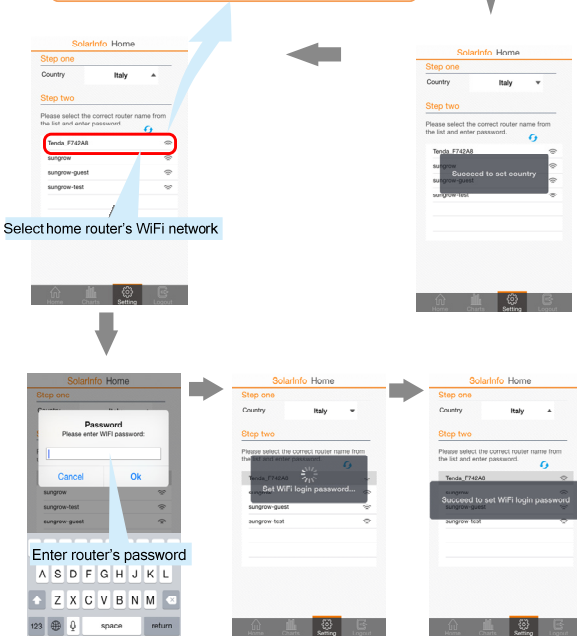 SolarInfo Home
Step one
Country Italy
Step two
Please select the correct router name from
the list and enter password.
Tenda_F742A8
sungrow
sungrow-guest
sungrow-test
Select home router's WiFi network
Home Charts Setting Logout
SolarInfo Home
Step one
Country Italy
Step two
Please select the correct router name from
the list and enter password.
Tenda_F742A8
sungrow
Succeed to set country
sungrow-guest
sungrow-test
Home Charts Setting Logout
SolarInfo Home
Step one
Country Italy
Password
Please enter WIFI password:
Cancel Ok
sungrow
sungrow-test
sungrow-guest
Enter router's password
A S D F G H J K L
Z X C V B N M
123 space return
SolarInfo Home
Step one
Country Italy
Step two
Please select the correct router name from
the list and enter password.
Tenda_F742A8
Set WiFi login password...
sungrow-guest
sungrow-test
Home Charts Setting Logout
SolarInfo Home
Step one
Country Italy
Step two
Please select the correct router name from
the list and enter password.
Tenda_F742A8
Succeed to set WiFi login password
sungrow-guest
sungrow-test
Home Charts Setting Logout